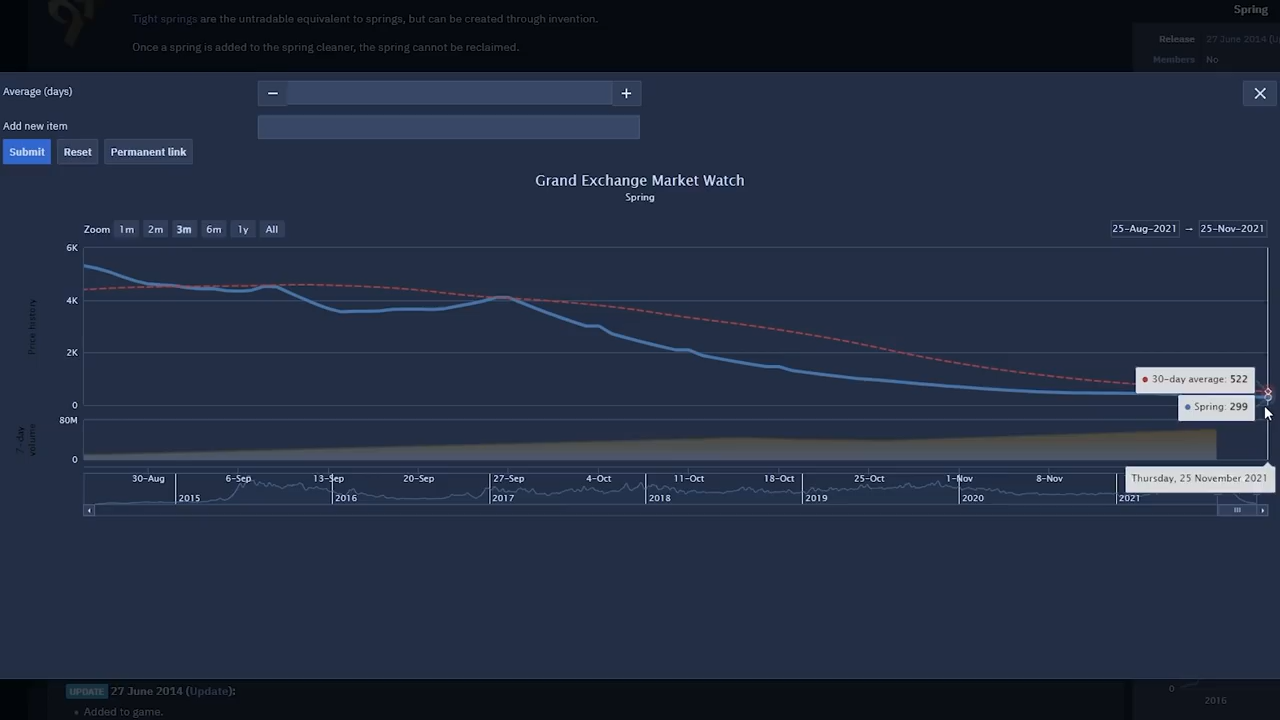 Tight springs are the untradable equivalent to springs, but can be created through invention.
Spring
Once a spring is added to the spring cleaner, the spring cannot be reclaimed.
Release 27 June 2014
Members No
Average (days)
− +
Add new item
Submit Reset Permanent link
Grand Exchange Market Watch
Spring
Zoom 1m 2m 3m 6m 1y All
25-Aug-2021 → 25-Nov-2021
Price history
6K
4K
2K
0
30-day average: 522
Spring: 299
7-day volume
80M
0
30-Aug 6-Sep 13-Sep 20-Sep 27-Sep 4-Oct 11-Oct 18-Oct 25-Oct 1-Nov 8-Nov
Thursday, 25 November 2021
2015 2016 2017 2018 2019 2020 2021
UPDATE 27 June 2014 (Update):
• Added to game.
0
2016